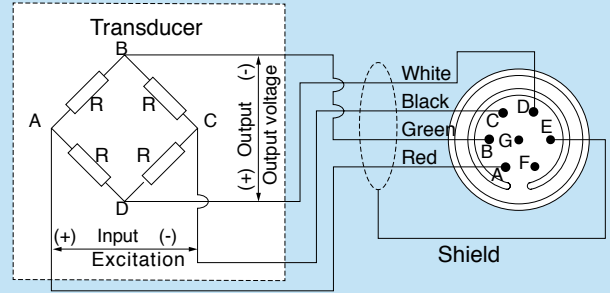 Transducer
B
A
C
D
R
R
R
R
(+) Output (-)
Output voltage
(+) Input (-)
Excitation
White
Black
Green
Red
Shield
C
D
B
G
E
A
F